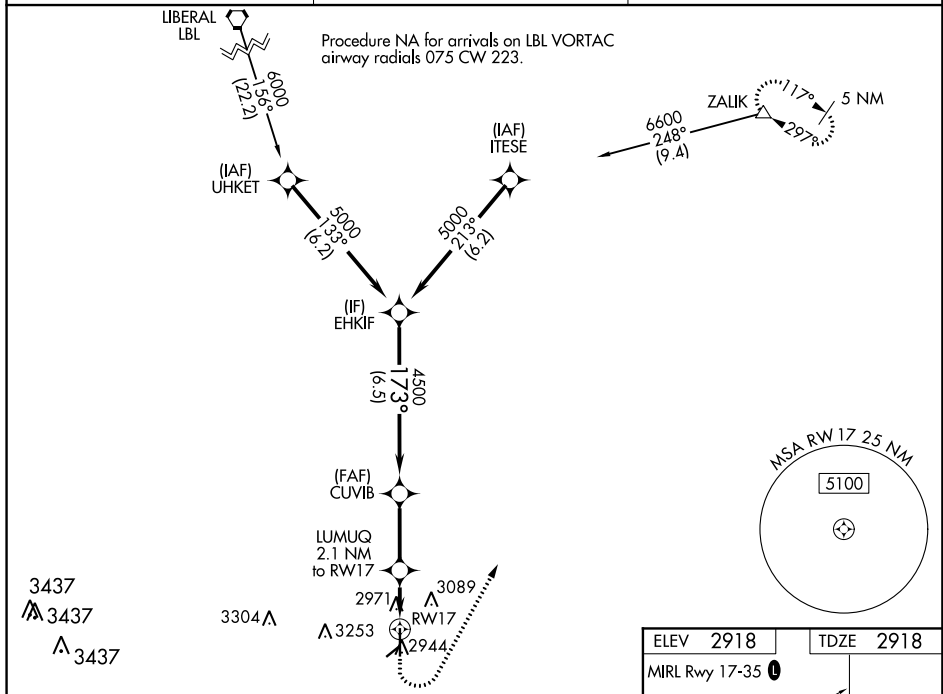 LIBERAL
LBL
Procedure NA for arrivals on LBL VORTAC
airway radials 075 CW 223.
6000
156°
(22.2)
ZALIK
117°
5 NM
297°
6600
248°
(9.4)
(IAF)
ITESE
(IAF)
UHKET
5000
133°
(6.2)
5000
213°
(6.2)
(IF)
EHKIF
4500
173°
(6.5)
MSA RW 17 25 NM
5100
(FAF)
CUVIB
LUMUQ
2.1 NM
to RW17
3437
3437
3437
3304
3253
2971
3089
RW17
2944
ELEV 2918
TDZE 2918
MIRL Rwy 17-35 L